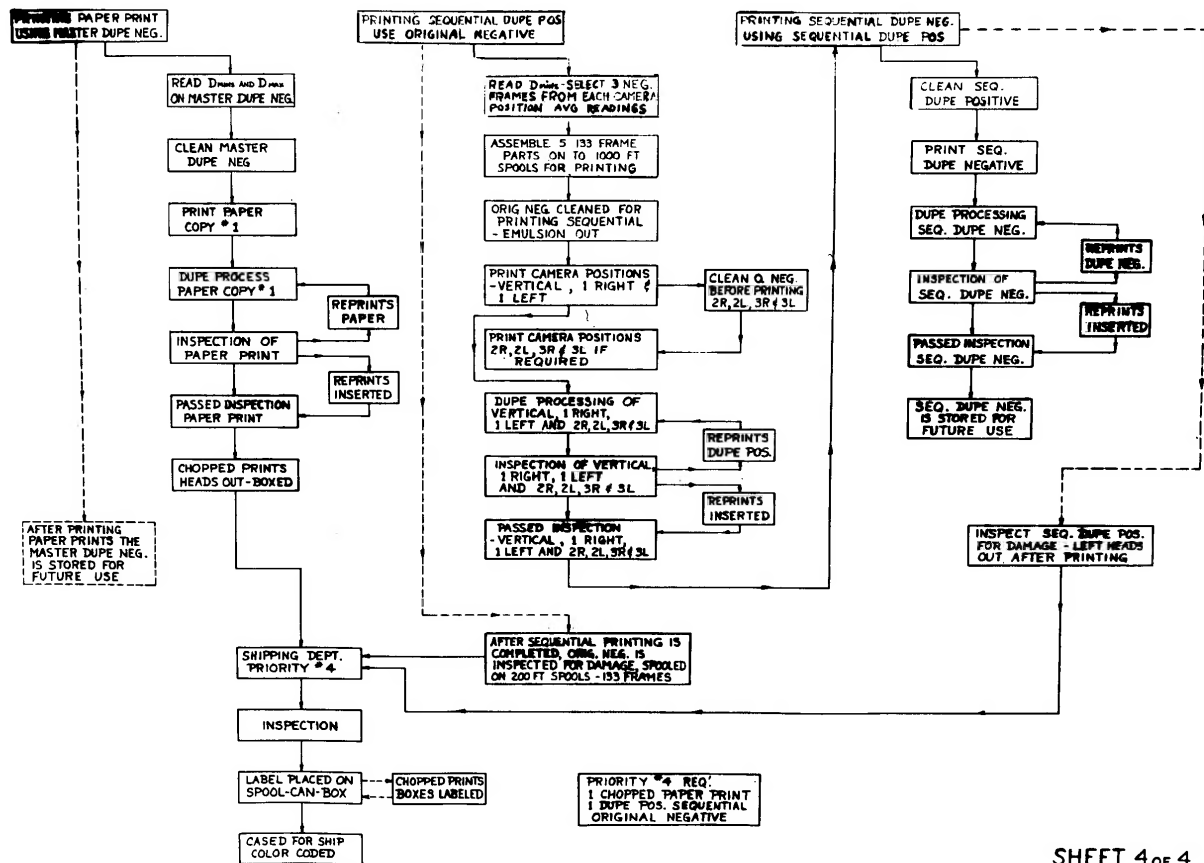 PRINTING PAPER PRINT
USING MASTER DUPE NEG.
READ Dmins AND Dmax
ON MASTER DUPE NEG.
CLEAN MASTER
DUPE NEG
PRINT PAPER
COPY #1
DUPE PROCESS
PAPER COPY #1
REPRINTS
PAPER
INSPECTION OF
PAPER PRINT
REPRINTS
INSERTED
PASSED INSPECTION
PAPER PRINT
CHOPPED PRINTS
HEADS OUT-BOXED
AFTER PRINTING
PAPER PRINTS THE
MASTER DUPE NEG.
IS STORED FOR
FUTURE USE
PRINTING SEQUENTIAL DUPE POS
USE ORIGINAL NEGATIVE
READ Dmins-SELECT 3 NEG.
FRAMES FROM EACH CAMERA
POSITION AVG READINGS
ASSEMBLE 5 133 FRAME
PARTS ON TO 1000 FT
SPOOLS FOR PRINTING
ORIG NEG. CLEANED FOR
PRINTING SEQUENTIAL
- EMULSION OUT
PRINT CAMERA POSITIONS
-VERTICAL, 1 RIGHT &
1 LEFT
CLEAN O. NEG.
BEFORE PRINTING
2R, 2L, 3R & 3L
PRINT CAMERA POSITIONS
2R, 2L, 3R & 3L IF
REQUIRED
DUPE PROCESSING OF
VERTICAL, 1 RIGHT,
1 LEFT AND 2R, 2L, 3R & 3L
REPRINTS
DUPE POS.
INSPECTION OF VERTICAL
1 RIGHT, 1 LEFT
AND 2R, 2L, 3R & 3L
REPRINTS
INSERTED
PASSED INSPECTION
-VERTICAL, 1 RIGHT,
1 LEFT AND 2R, 2L, 3R & 3L
AFTER SEQUENTIAL PRINTING IS
COMPLETED, ORIG. NEG. IS
INSPECTED FOR DAMAGE, SPOOLED
ON 200 FT SPOOLS - 133 FRAMES
PRINTING SEQUENTIAL DUPE NEG.
USING SEQUENTIAL DUPE POS
CLEAN SEQ.
DUPE POSITIVE
PRINT SEQ.
DUPE NEGATIVE
DUPE PROCESSING
SEQ. DUPE NEG.
REPRINTS
DUPE NEG.
INSPECTION OF
SEQ. DUPE NEG.
REPRINTS
INSERTED
PASSED INSPECTION
SEQ. DUPE NEG.
SEQ. DUPE NEG.
IS STORED FOR
FUTURE USE
INSPECT SEQ. DUPE POS.
FOR DAMAGE - LEFT HEADS
OUT AFTER PRINTING
SHIPPING DEPT.
PRIORITY #4
INSPECTION
LABEL PLACED ON
SPOOL-CAN-BOX
CHOPPED PRINTS
BOXES LABELED
CASED FOR SHIP
COLOR CODED
PRIORITY #4 REQ:
1 CHOPPED PAPER PRINT
1 DUPE POS. SEQUENTIAL
ORIGINAL NEGATIVE
SHEET 4 OF 4